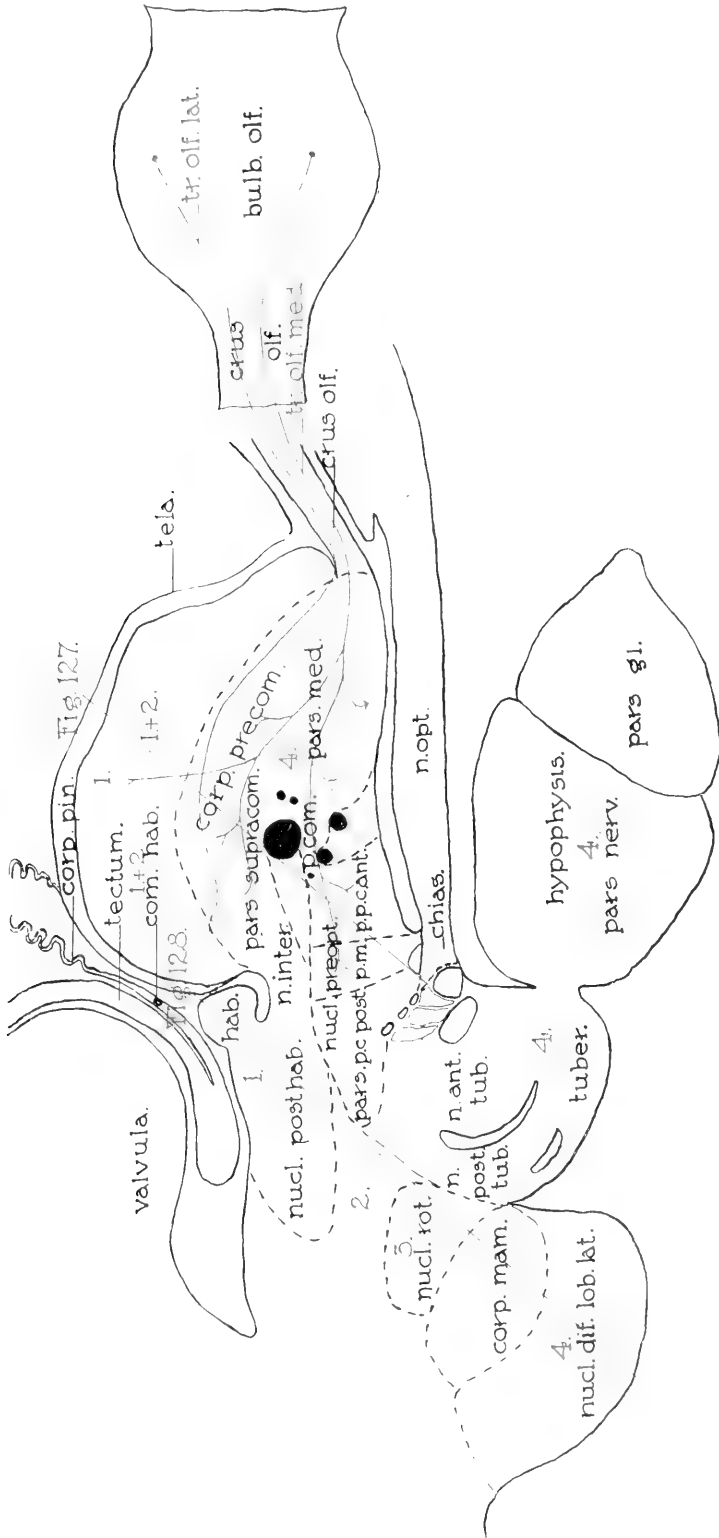 valvula.
tectum.
1+2
com. hab.
Fig. 128.
corp. pin.
Fig. 127.
1.
1+2.
tela.
crus
olf.
tr. olf. lat.
bulb. olf.
tr. olf. med.
crus olf.
hab.
1.
nucl. posthab.
2.
n. inter.
pars supracom.
corp. precom.
4.
pars. med.
p. com.
nucl. preopt.
pars. p.c post. p.m. p.p.c. ant.
chias.
n. opt.
3.
nucl. rot.
corp. mam.
4.
nucl. dif. lob. lat.
n.
post.
tub.
n. ant.
tub.
4.
tuber.
hypophysis.
4.
pars nerv.
pars gl.